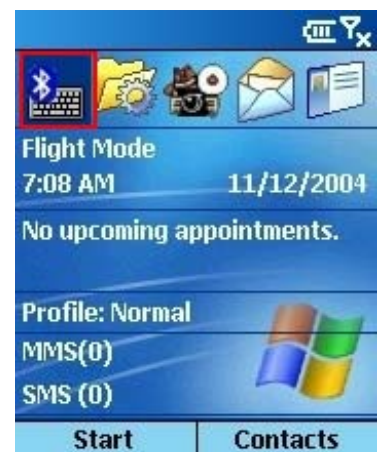 Flight Mode
7:08 AM 11/12/2004
No upcoming appointments.
Profile: Normal
MMS(0)
SMS (0)
Start Contacts